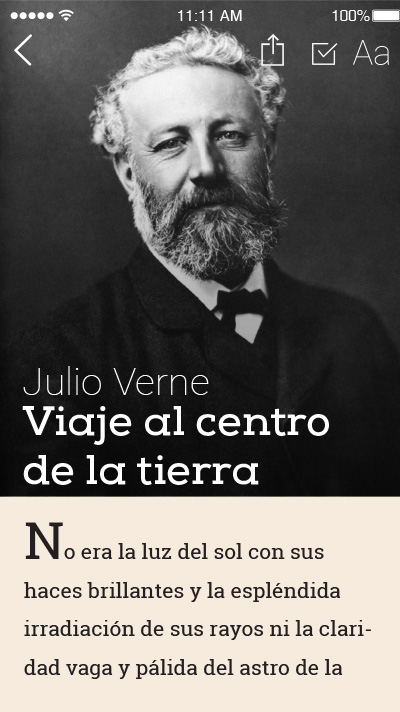 11:11 AM
100%
Aa
Julio Verne
Viaje al centro
de la tierra
No era la luz del sol con sus
haces brillantes y la espléndida
irradiación de sus rayos ni la clari-
dad vaga y pálida del astro de la